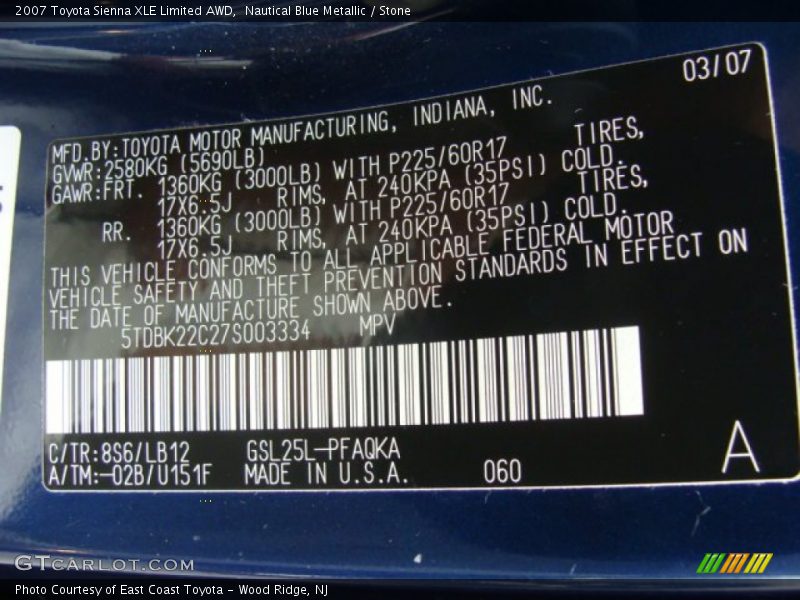 2007 Toyota Sienna XLE Limited AWD,  Nautical Blue Metallic / Stone
03/07
MFD.BY:TOYOTA MOTOR MANUFACTURING, INDIANA, INC.
GVWR:2580KG (5690LB)
GAWR:FRT. 1360KG (3000LB) WITH P225/60R17 TIRES,
17X6.5J RIMS, AT 240KPA (35PSI) COLD.
RR. 1360KG (3000LB) WITH P225/60R17 TIRES,
17X6.5J RIMS, AT 240KPA (35PSI) COLD.
THIS VEHICLE CONFORMS TO ALL APPLICABLE FEDERAL MOTOR
VEHICLE SAFETY AND THEFT PREVENTION STANDARDS IN EFFECT ON
THE DATE OF MANUFACTURE SHOWN ABOVE.
5TDBK22C27S003334 MPV
C/TR:8S6/LB12 GSL25L-PFAQKA
A/TM:-02B/U151F MADE IN U.S.A. 060
A
GTCARLOT.COM
Photo Courtesy of East Coast Toyota - Wood Ridge, NJ